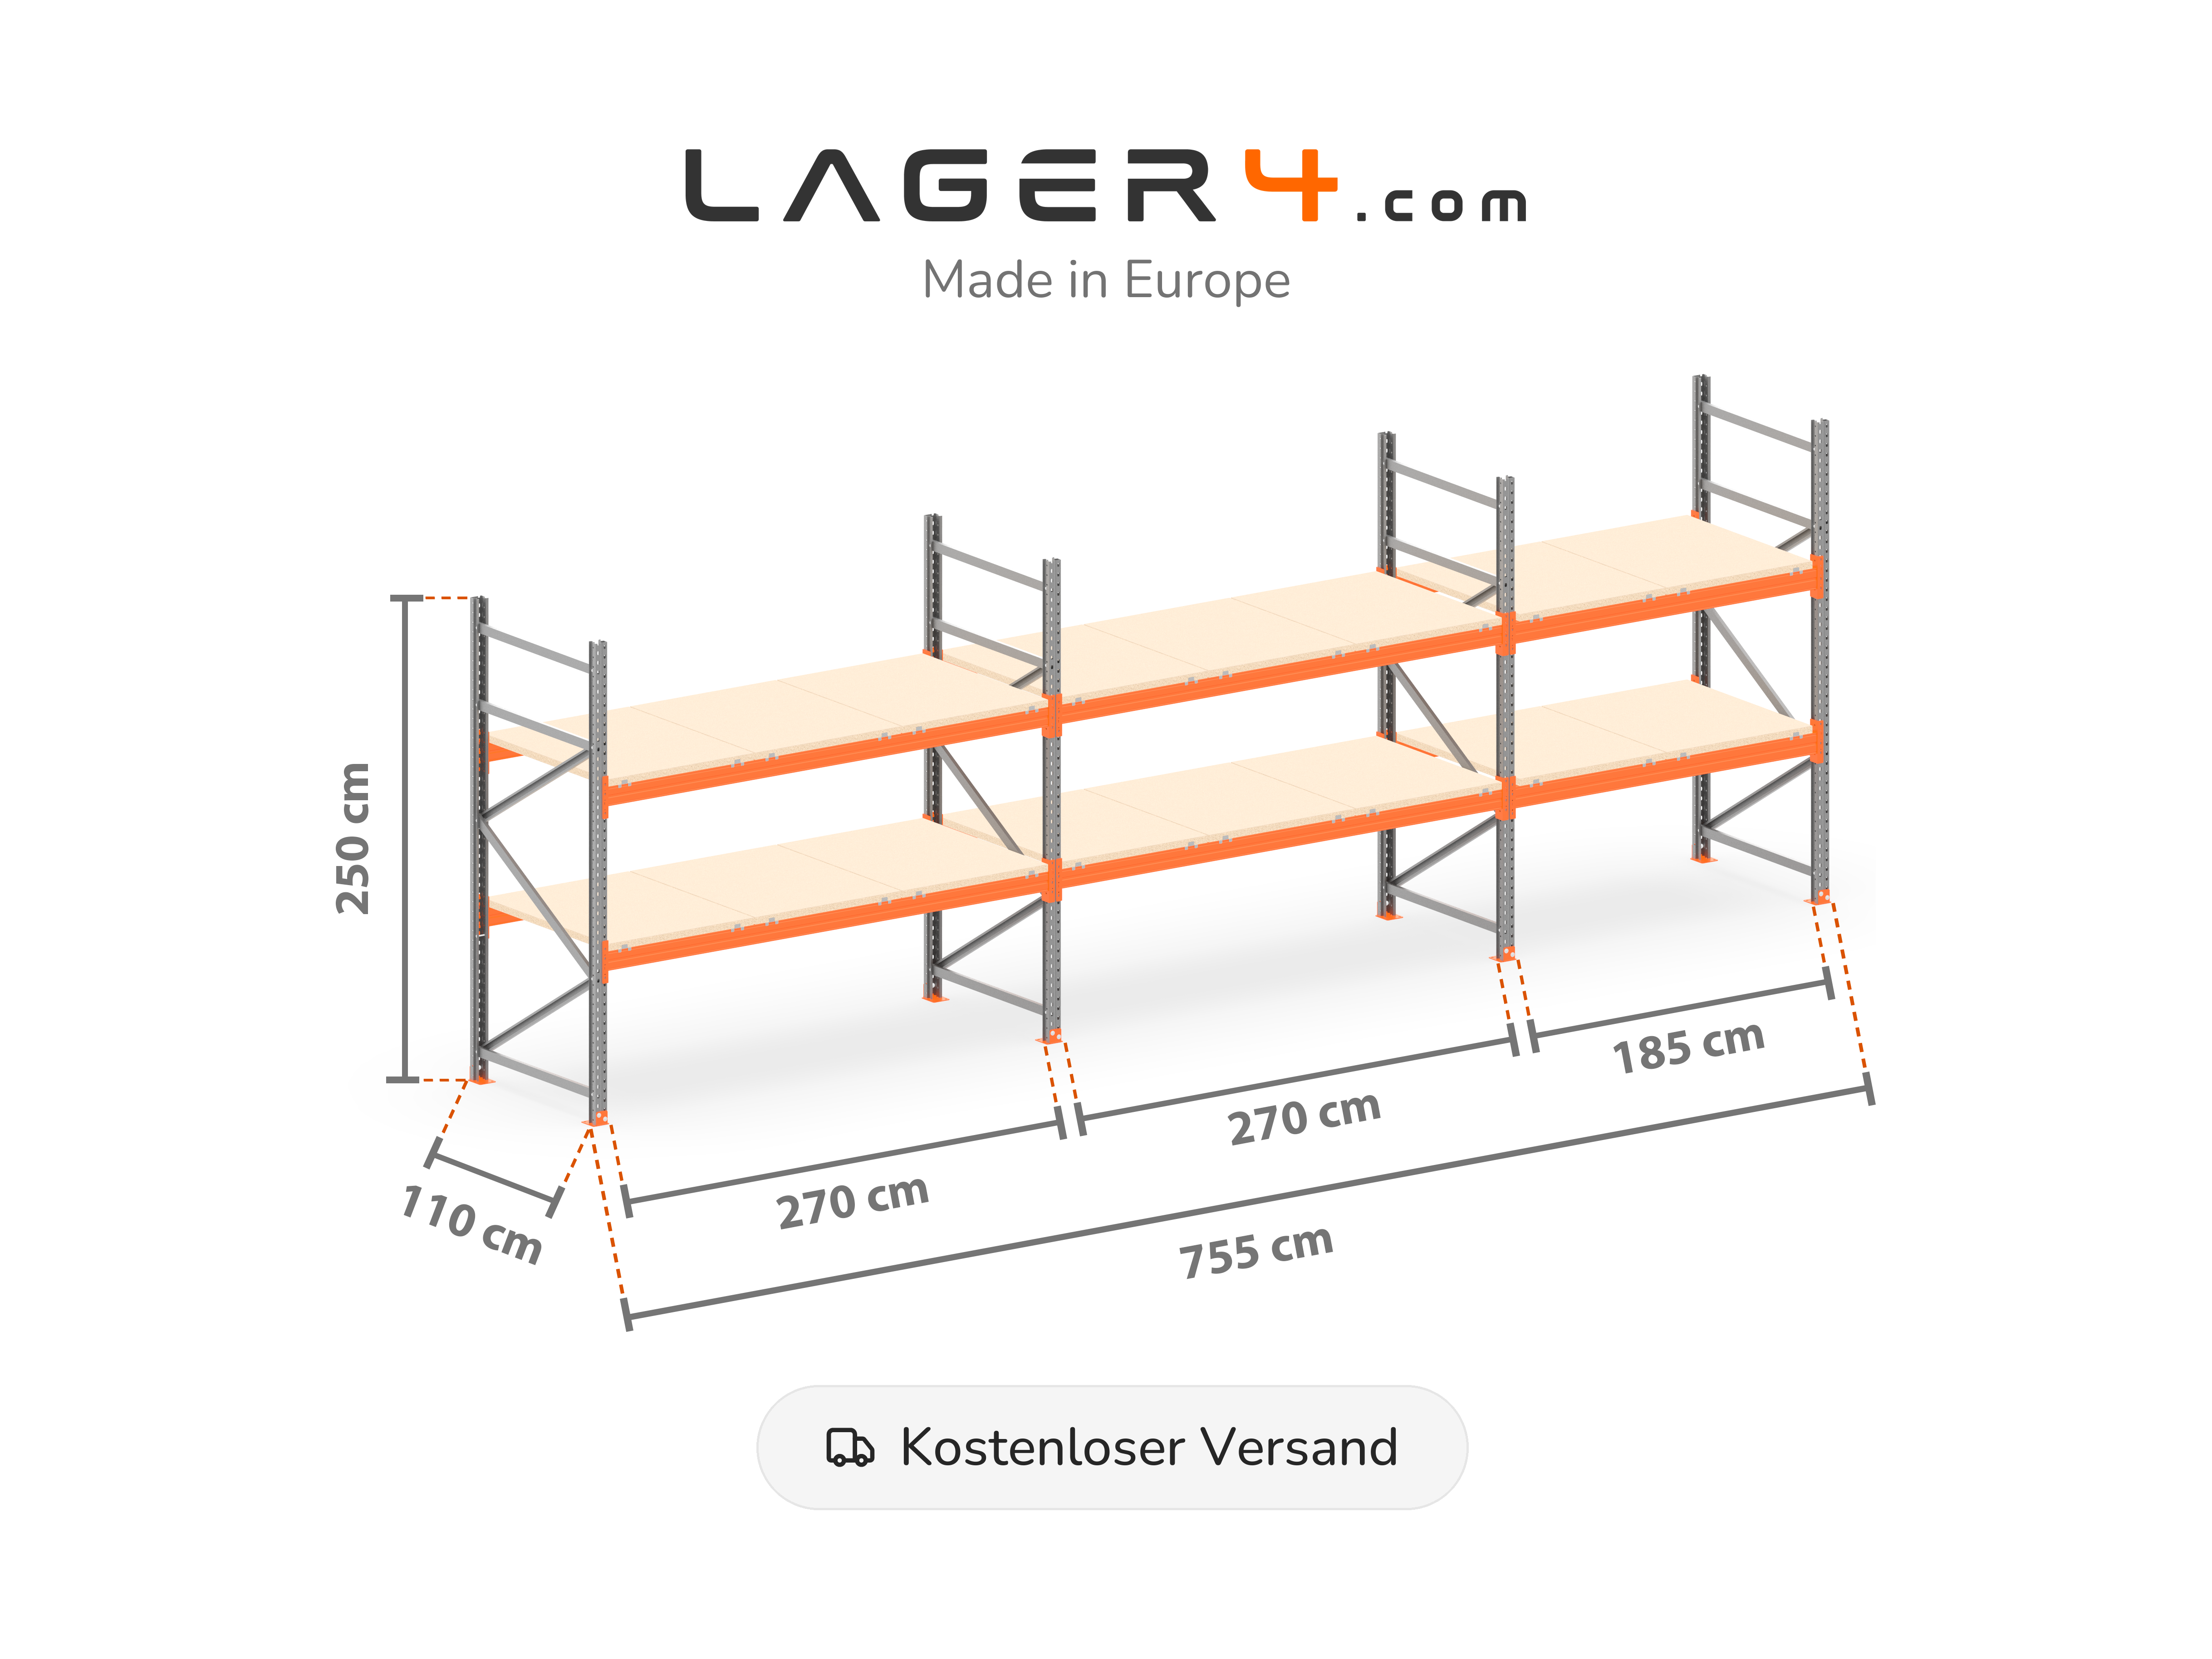 LAGER4.com
Made in Europe
250 cm
110 cm
270 cm
270 cm
185 cm
755 cm
Kostenloser Versand